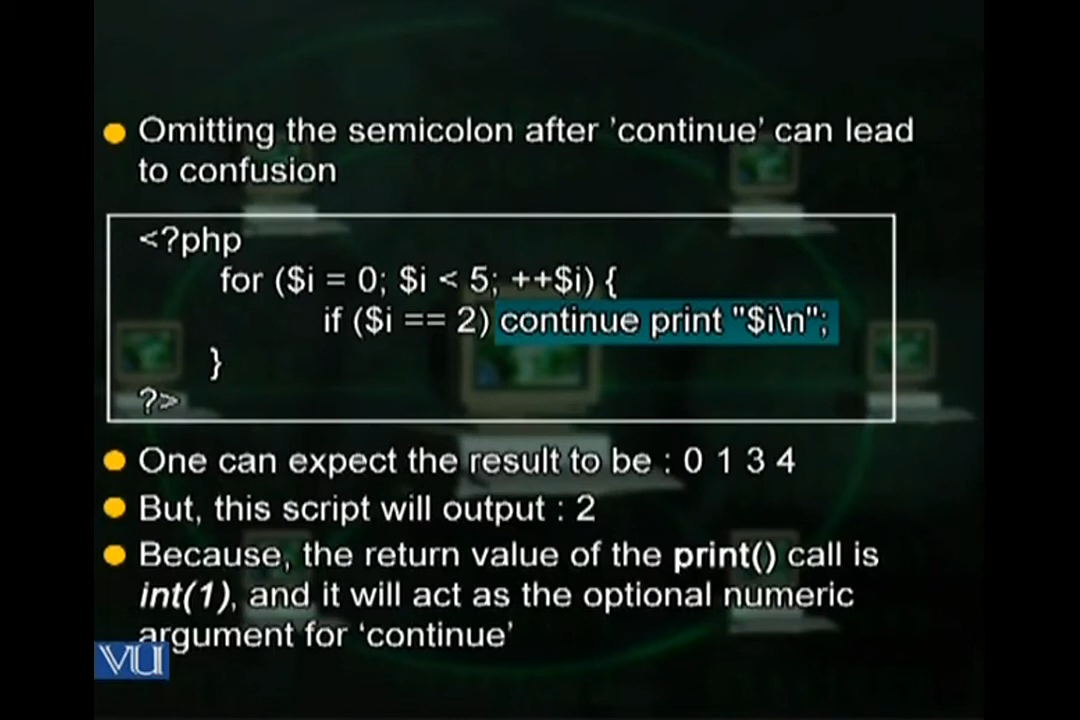 Omitting the semicolon after 'continue' can lead
to confusion
<?php
for ($i = 0; $i < 5; ++$i) {
if ($i == 2) continue print "$i\n";
}
?>
One can expect the result to be : 0 1 3 4
But, this script will output : 2
Because, the return value of the print() call is
int(1), and it will act as the optional numeric
argument for ‘continue’
VU